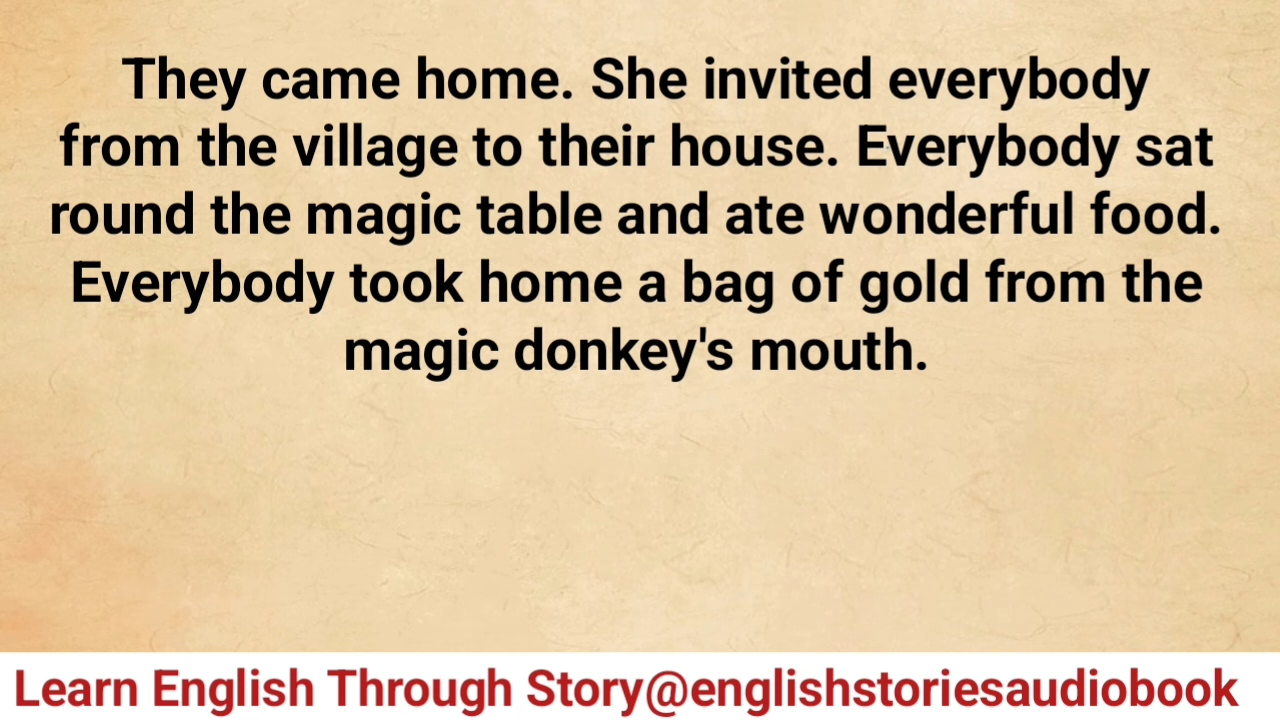 They came home. She invited everybody
from the village to their house. Everybody sat
round the magic table and ate wonderful food.
Everybody took home a bag of gold from the
magic donkey's mouth.
Learn English Through Story@englishstoriesaudiobook